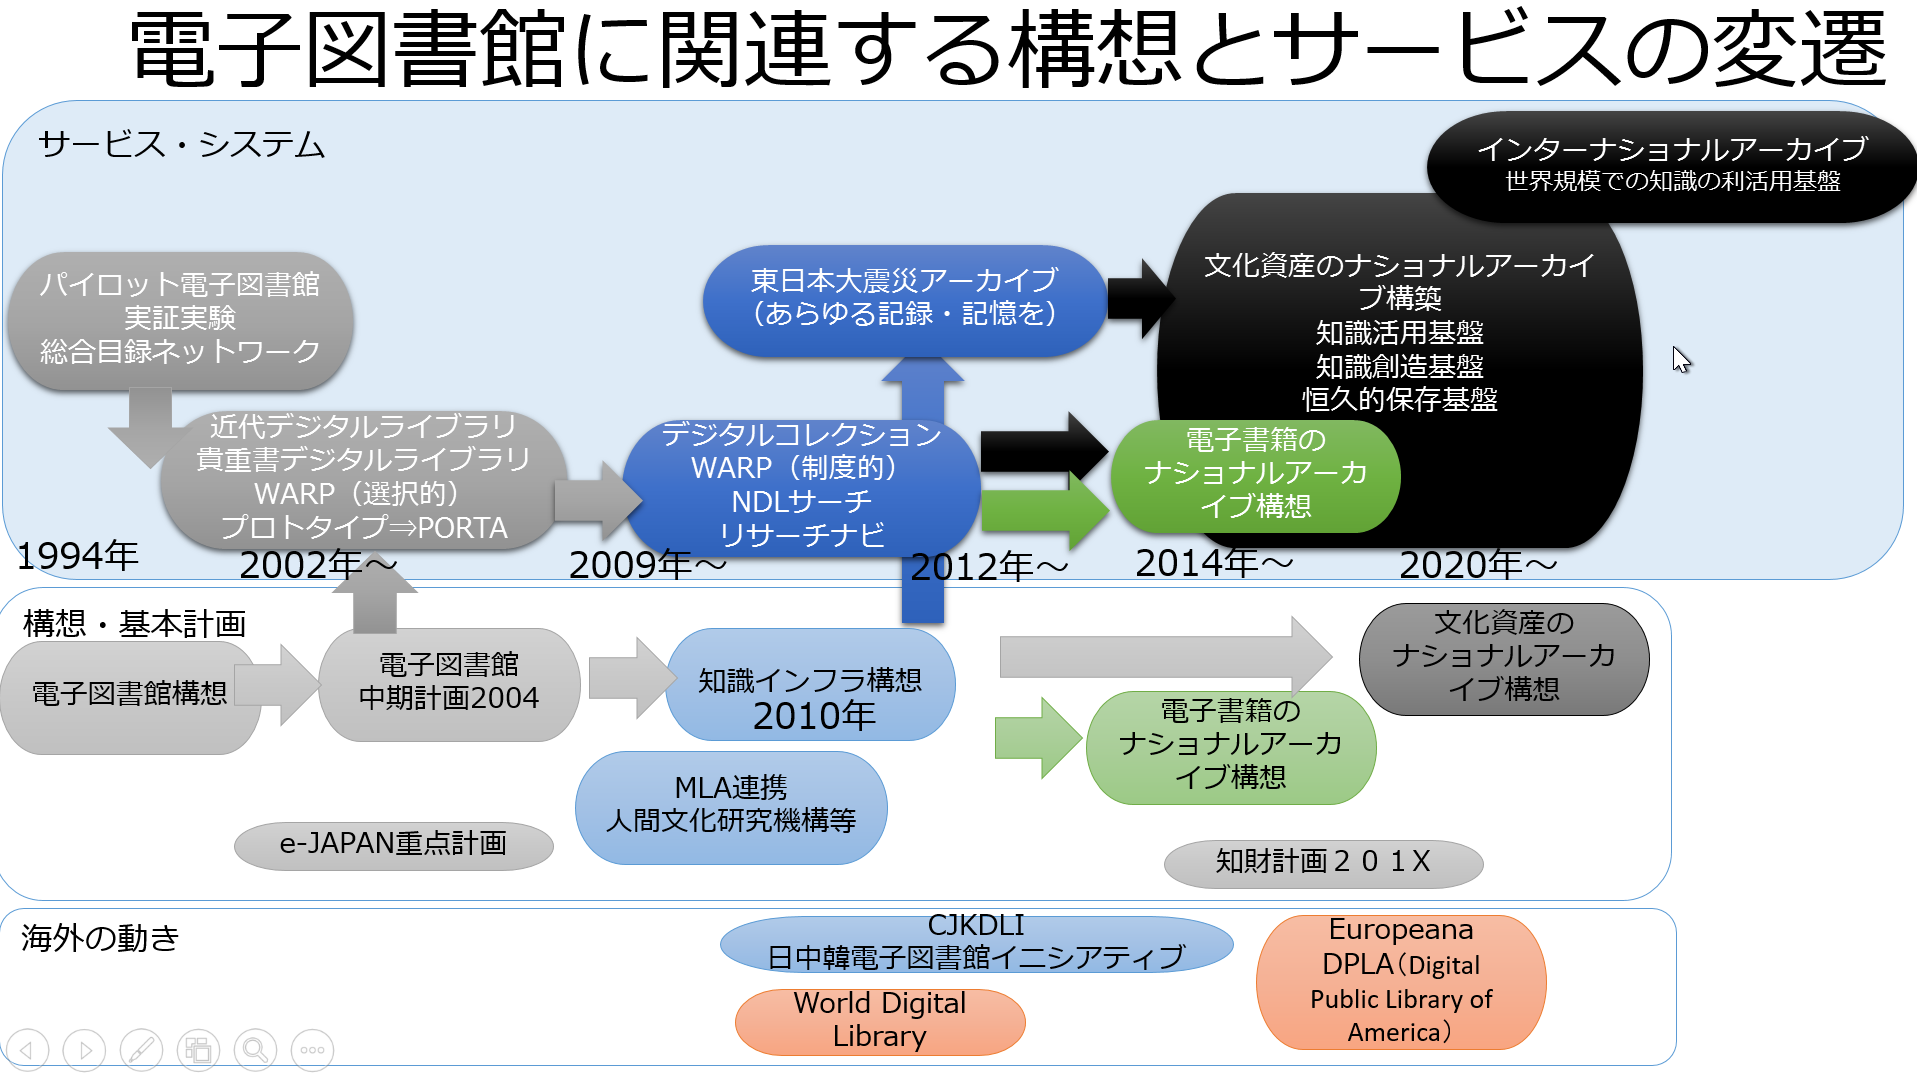 電子図書館に関連する構想とサービスの変遷
サービス・システム
インターナショナルアーカイブ
世界規模での知識の利活用基盤
パイロット電子図書館
実証実験
総合目録ネットワーク
東日本大震災アーカイブ
（あらゆる記録・記憶を）
文化資産のナショナルアーカイ
ブ構築
知識活用基盤
知識創造基盤
恒久的保存基盤
近代デジタルライブラリ
貴重書デジタルライブラリ
WARP（選択的）
プロトタイプ⇒PORTA
デジタルコレクション
WARP（制度的）
NDLサーチ
リサーチナビ
電子書籍の
ナショナルアーカ
イブ構想
1994年
2002年～
2009年～
2012年～
2014年～
2020年～
構想・基本計画
電子図書館構想
電子図書館
中期計画2004
知識インフラ構想
2010年
文化資産の
ナショナルアーカ
イブ構想
電子書籍の
ナショナルアーカ
イブ構想
MLA連携
人間文化研究機構等
e-JAPAN重点計画
知財計画２０１X
海外の動き
CJKDLI
日中韓電子図書館イニシアティブ
World Digital
Library
Europeana
DPLA（Digital
Public Library of
America）